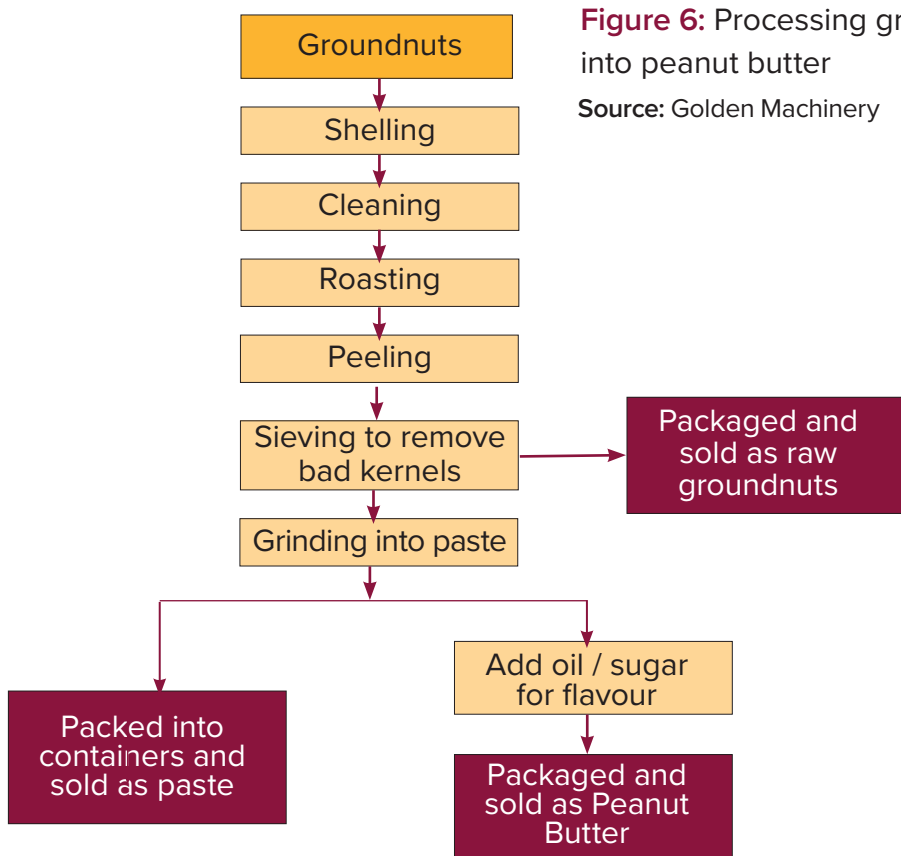 Figure 6: Processing
into peanut butter
Source: Golden Machinery
Groundnuts
Shelling
Cleaning
Roasting
Peeling
Sieving to remove
bad kernels
Packaged and
sold as raw
groundnuts
Grinding into paste
Add oil / sugar
for flavour
Packed into
containers and
sold as paste
Packaged and
sold as Peanut
Butter